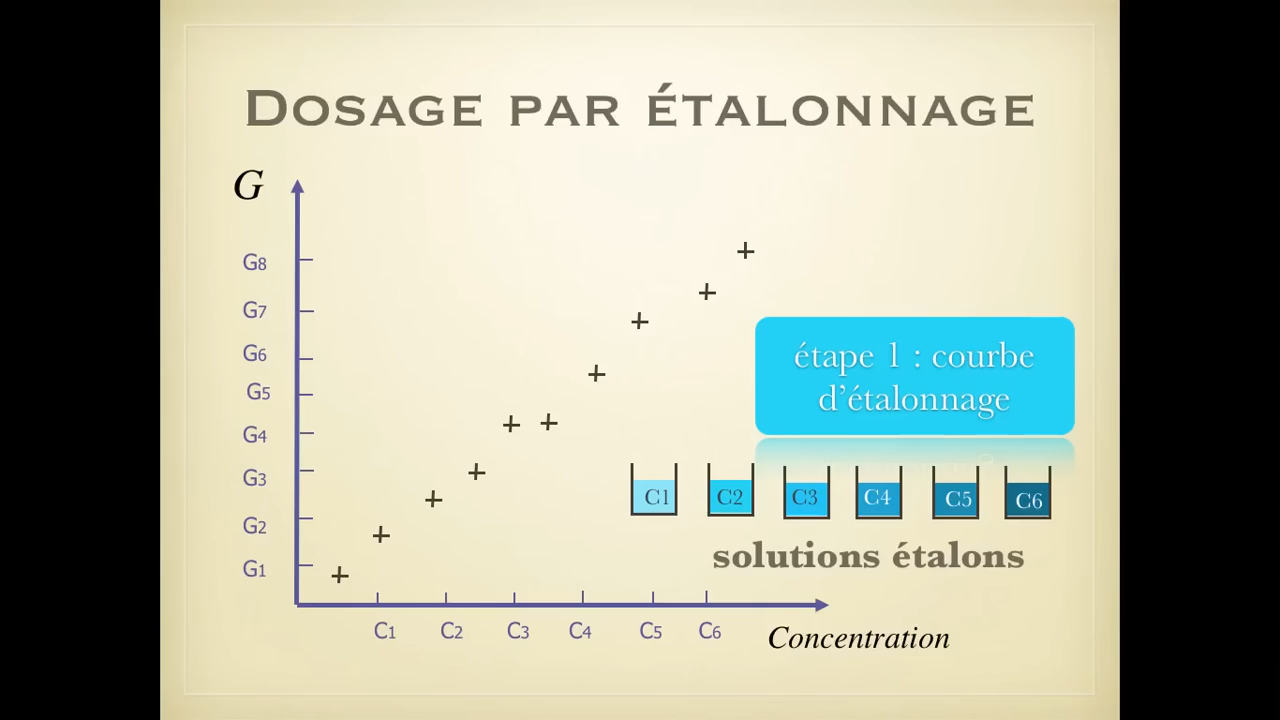 DOSAGE PAR ÉTALONNAGE
G
G8
G7
G6
G5
G4
G3
G2
G1
étape 1 : courbe
d’étalonnage
C1 C2 C3 C4 C5 C6
solutions étalons
C1 C2 C3 C4 C5 C6
Concentration